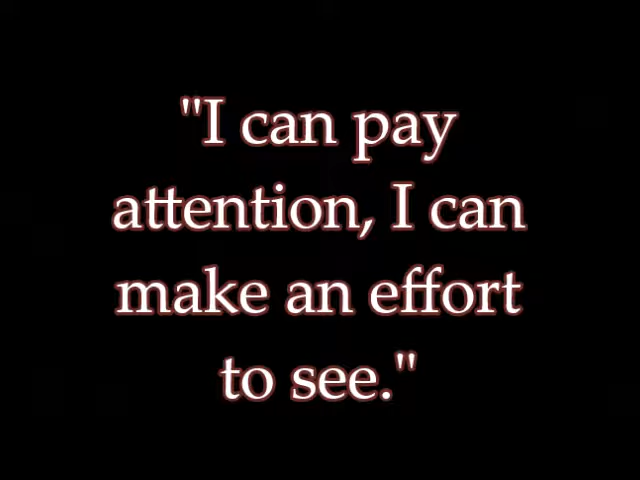 "I can pay
attention, I can
make an effort
to see."